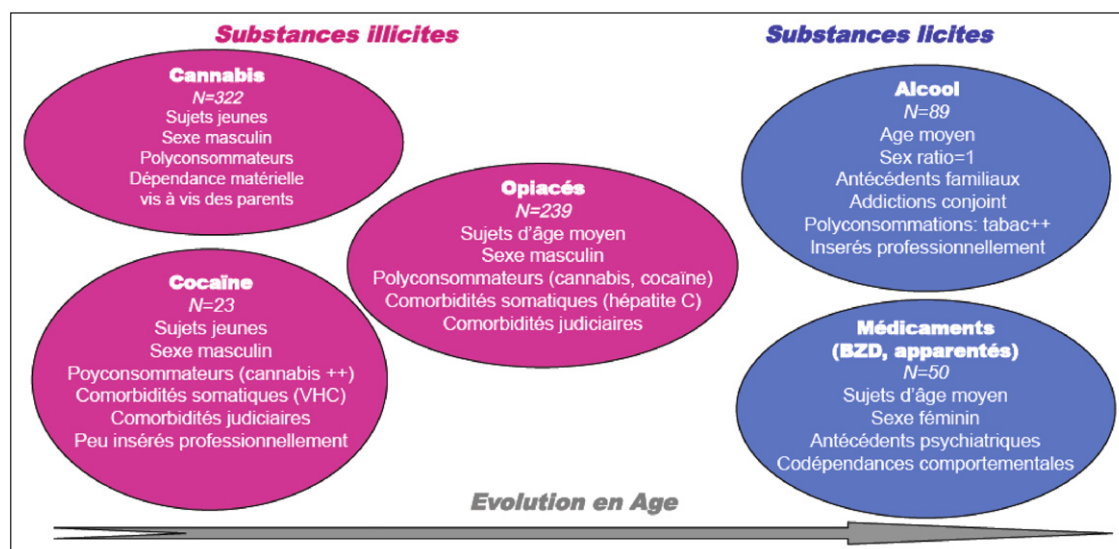 Substances illicites
Cannabis
N=322
Sujets jeunes
Sexe masculin
Polyconsommateurs
Dépendance matérielle
vis à vis des parents
Cocaïne
N=23
Sujets jeunes
Sexe masculin
Poyconsommateurs (cannabis ++)
Comorbidités somatiques (VHC)
Comorbidités judiciaires
Peu insérés professionnellement
Opiacés
N=239
Sujets d'âge moyen
Sexe masculin
Polyconsommateurs (cannabis, cocaïne)
Comorbidités somatiques (hépatite C)
Comorbidités judiciaires
Substances licites
Alcool
N=89
Age moyen
Sex ratio=1
Antécédents familiaux
Addictions conjoint
Polyconsommations: tabac++
Inserés professionnellement
Médicaments
(BZD, apparentés)
N=50
Sujets d'âge moyen
Sexe féminin
Antécédents psychiatriques
Codépendances comportementales
Evolution en Age